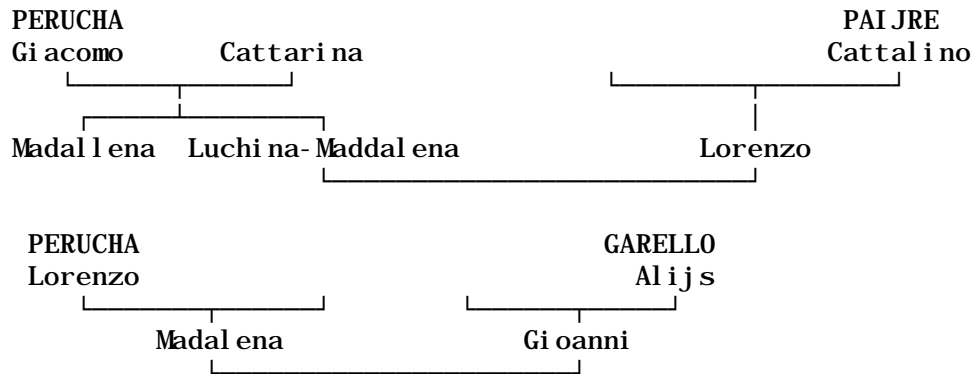 PERUCHA PAIJRE
Giacomo Cattarina Cattalino
Madallena Luchina-Maddalena Lorenzo
PERUCHA GARELLO
Lorenzo Alijs
Madalena Gioanni